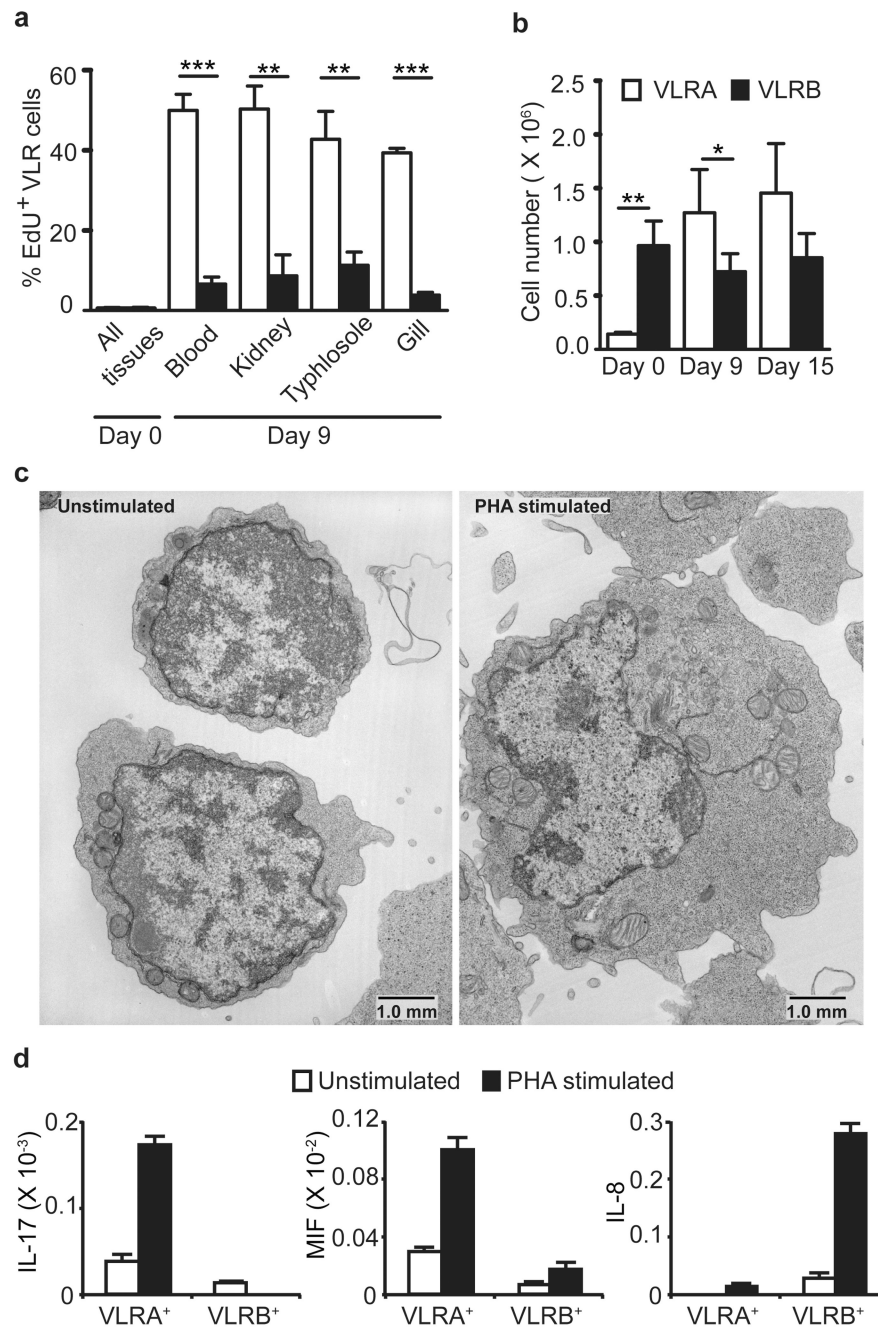 a
*** ** ** ***
% EdU+ VLR cells
60
40
20
0
All tissues
Blood
Kidney
Typhlosole
Gill
Day 0 Day 9
b
VLRA VLRB
Cell number ( X 10⁶)
2.5
2.0
1.5
1.0
0.5
0.0
** *
Day 0 Day 9 Day 15
c
Unstimulated
1.0 mm
PHA stimulated
1.0 mm
d
Unstimulated PHA stimulated
IL-17 (X 10⁻³)
0.2
0.1
0
VLRA⁺ VLRB⁺
MIF (X 10⁻²)
0.12
0.08
0.04
0
VLRA⁺ VLRB⁺
IL-8
0.3
0.2
0.1
0
VLRA⁺ VLRB⁺